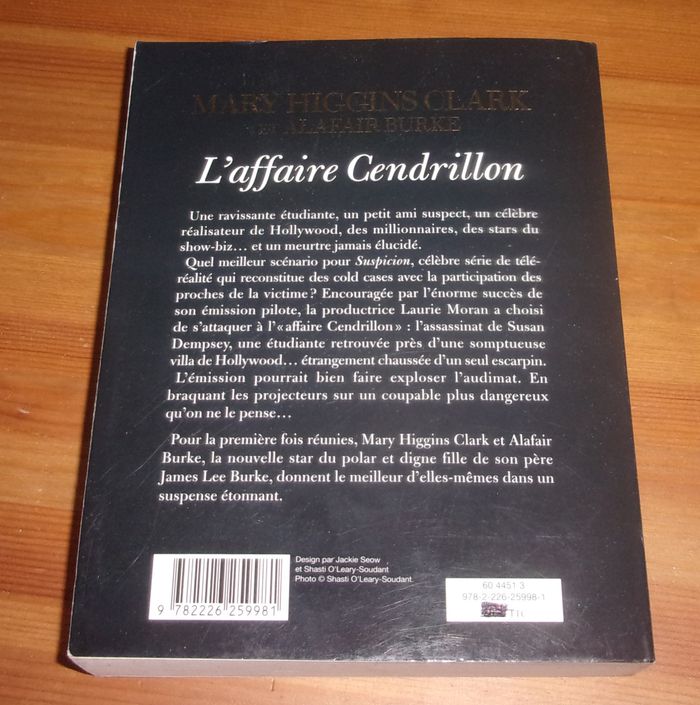 MARY HIGGINS CLARK
ET ALAFAIR BURKE
L'affaire Cendrillon
Une ravissante étudiante, un petit ami suspect, un célèbre
réalisateur de Hollywood, des millionnaires, des stars du
show-biz… et un meurtre jamais élucidé.
Quel meilleur scénario pour Suspicion, célèbre série de télé-
réalité qui reconstitue des cold cases avec la participation des
proches de la victime ? Encouragée par l'énorme succès de
son émission pilote, la productrice Laurie Moran a choisi
de s'attaquer à l'« affaire Cendrillon » : l'assassinat de Susan
Dempsey, une étudiante retrouvée près d'une somptueuse
villa de Hollywood… étrangement chaussée d'un seul escarpin.
L'émission pourrait bien faire exploser l'audimat. En
braquant les projecteurs sur un coupable plus dangereux
qu'on ne le pense…
Pour la première fois réunies, Mary Higgins Clark et Alafair
Burke, la nouvelle star du polar et digne fille de son père
James Lee Burke, donnent le meilleur d'elles-mêmes dans un
suspense étonnant.
Design par Jackie Seow
et Shasti O'Leary-Soudant
Photo © Shasti O'Leary-Soudant
9 782226 259981
60 4451 3
978-2-226-25998-1
TTC